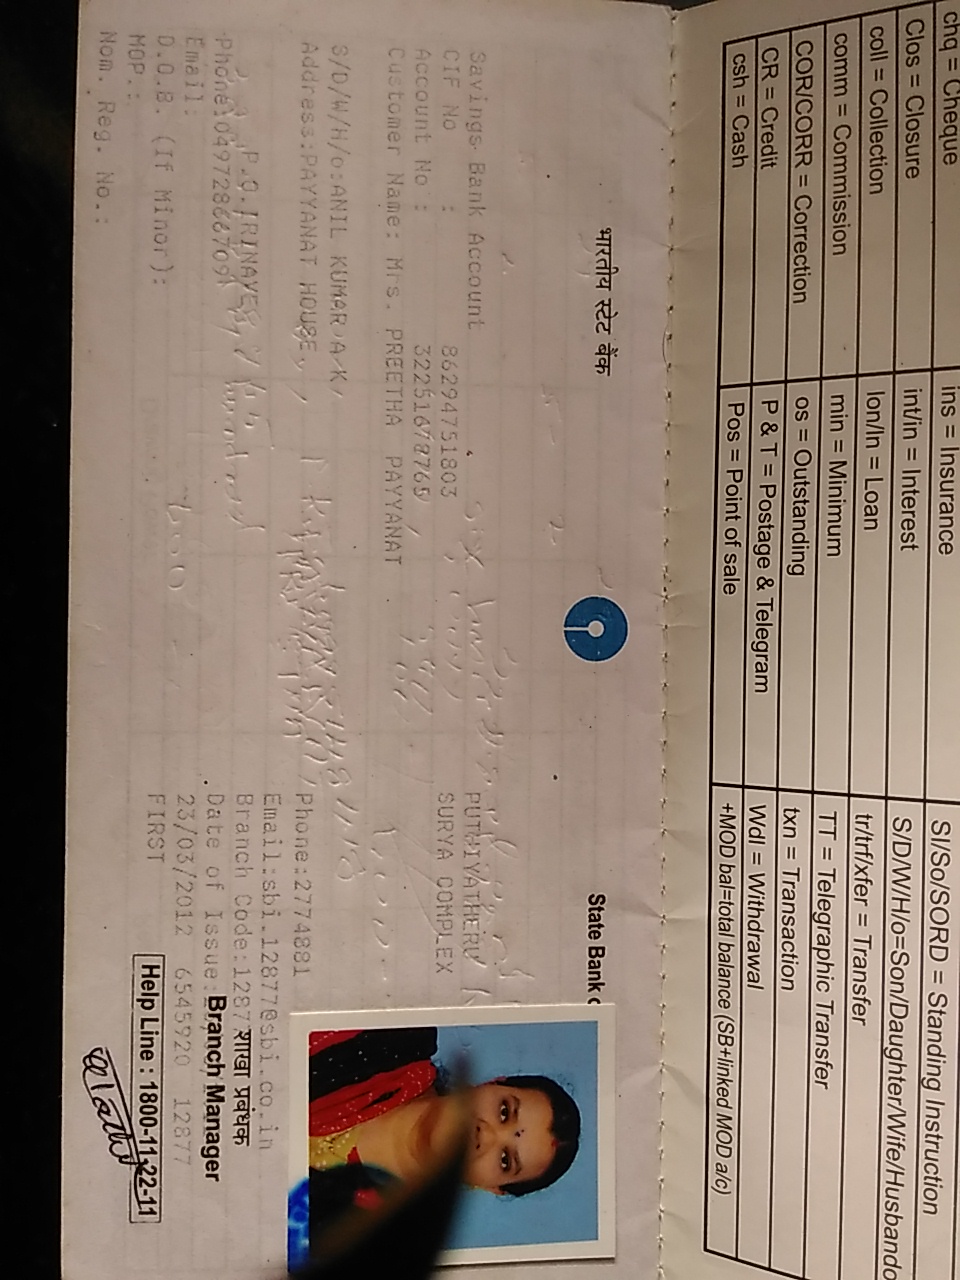 chq = Cheque
Clos = Closure
coll = Collection
comm = Commission
COR/CORR = Correction
CR = Credit
csh = Cash
ins = Insurance
int/in = Interest
lon/ln = Loan
min = Minimum
os = Outstanding
P & T = Postage & Telegram
Pos = Point of sale
SI/So/SORD = Standing Instruction
S/D/W/H/o=Son/Daughter/Wife/Husband
tr/trf/xfer = Transfer
TT = Telegraphic Transfer
txn = Transaction
Wdl = Withdrawal
+MOD bal=total balance (SB+linked MOD a/c)
भारतीय स्टेट बैंक
State Bank
Savings Bank Account
CIF No : 86294751803
Account No :
Customer Name: Mrs. PREETHA PAYYANAT
S/D/W/H/o:ANIL KUMAR A K
Address:PAYYANAT HOUSE,
P.O.
Phone:
Email:
D.O.B. (If Minor):
MOP.:
Nom. Reg. No.:
PUTHIYATHERU
SURYA COMPLEX
Phone:2774881
Email:sbi.12877@sbi.co.in
Branch Code:1287
शाखा प्रबंधक
Date of Issue:
Branch Manager
23/03/2012 6545920 12877
FIRST
Help Line : 1800-11-22-11